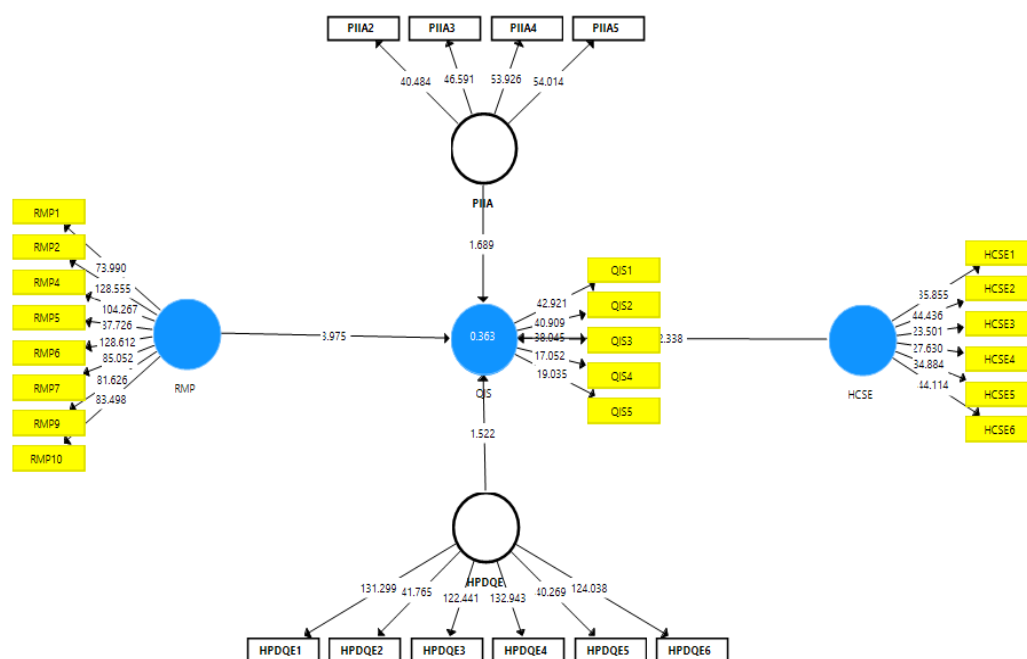 PIIA2 PIIA3 PIIA4 PIIA5
40.484 46.591 53.926 54.014
PIIA
1.689
RMP1
RMP2
RMP4
RMP5
RMP6
RMP7
RMP9
RMP10
73.990
128.555
104.267
37.726
128.612
85.052
81.626
83.498
RMP
3.975
0.363
QIS
42.921
40.909
38.045
17.052
19.035
QIS1
QIS2
QIS3
QIS4
QIS5
2.338
HCSE
35.855
44.436
23.501
27.630
34.884
44.114
HCSE1
HCSE2
HCSE3
HCSE4
HCSE5
HCSE6
1.522
HPDQE
131.299 41.765 122.441 132.943 40.269 124.038
HPDQE1 HPDQE2 HPDQE3 HPDQE4 HPDQE5 HPDQE6